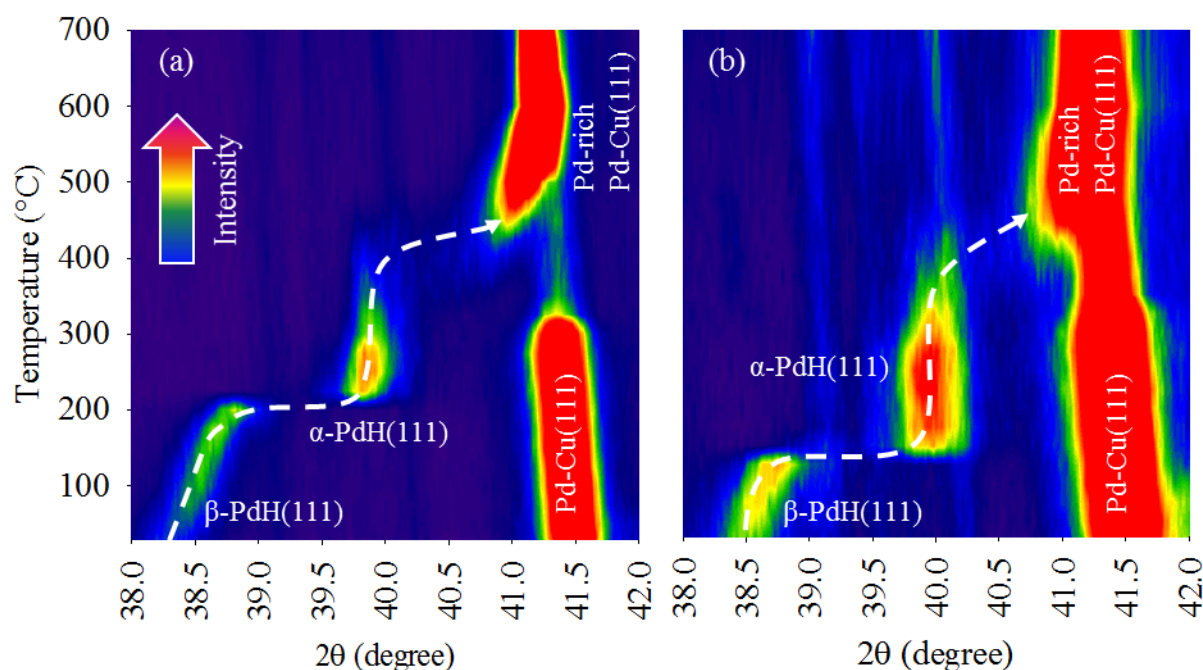 (a)
(b)
700
600
500
400
300
200
100
Temperature (°C)
Intensity
Pd-rich
Pd-Cu(111)
Pd-rich
Pd-Cu(111)
α-PdH(111)
α-PdH(111)
β-PdH(111)
β-PdH(111)
Pd-Cu(111)
Pd-Cu(111)
38.0 38.5 39.0 39.5 40.0 40.5 41.0 41.5 42.0
38.0 38.5 39.0 39.5 40.0 40.5 41.0 41.5 42.0
2θ (degree)
2θ (degree)